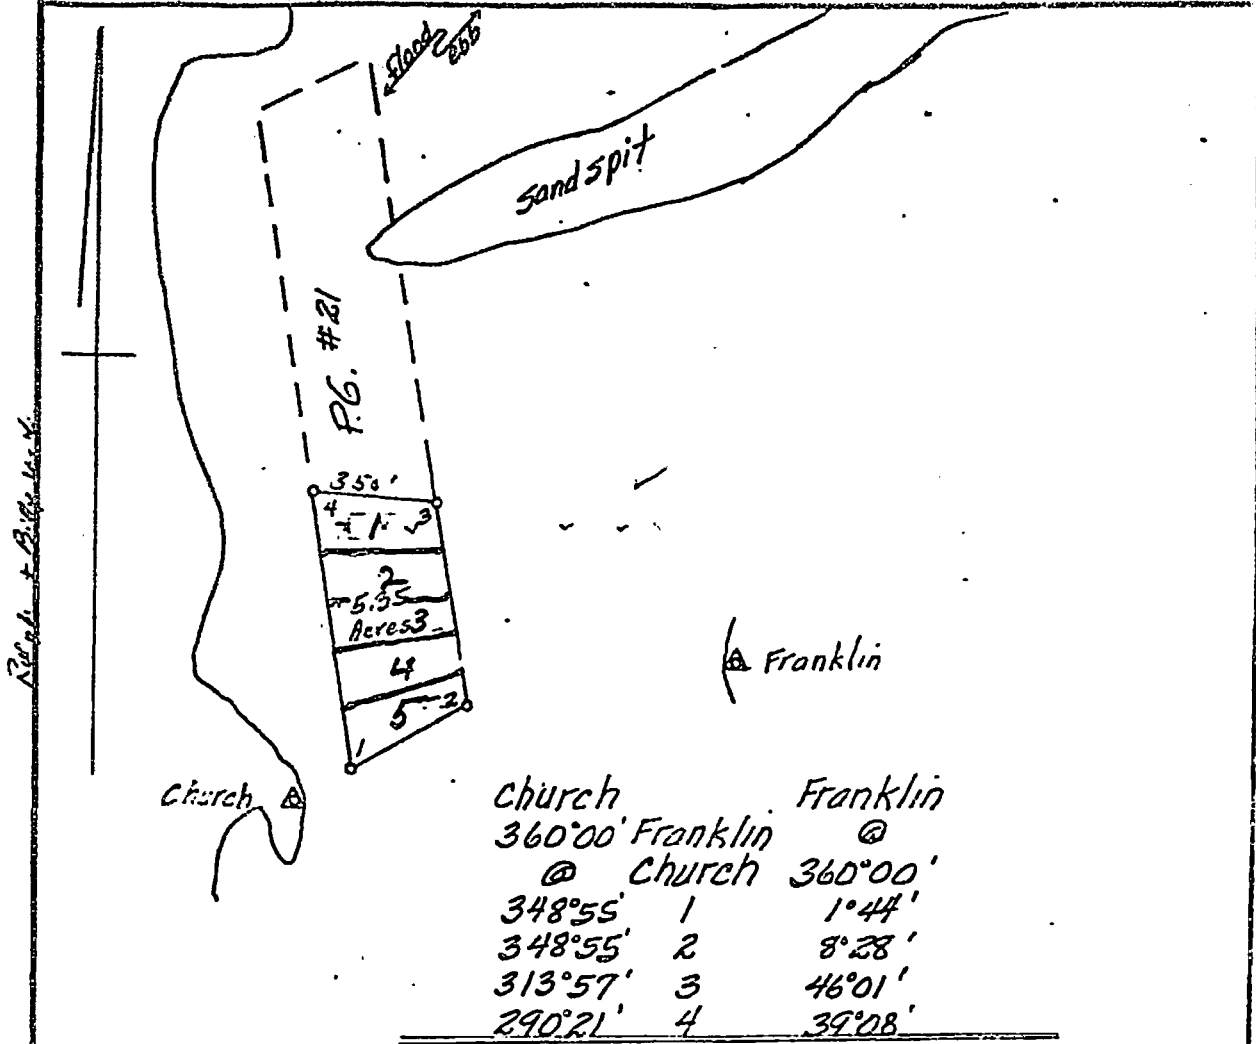 flood
ebb
Sand spit
P.G. #21
350'
4
1
3
2
5.35
Acres 3
4
5
2
1
Franklin
Church
Church Franklin
360°00' Franklin @
@ Church 360°00'
348°55' 1 1°44'
348°55' 2 8°28'
313°57' 3 46°01'
290°21' 4 39°08'